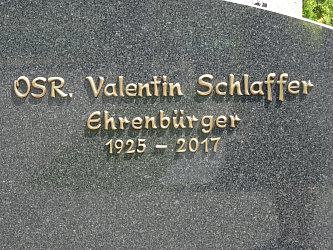 OSR. Valentin Schlaffer
Ehrenbürger
1925 – 2017